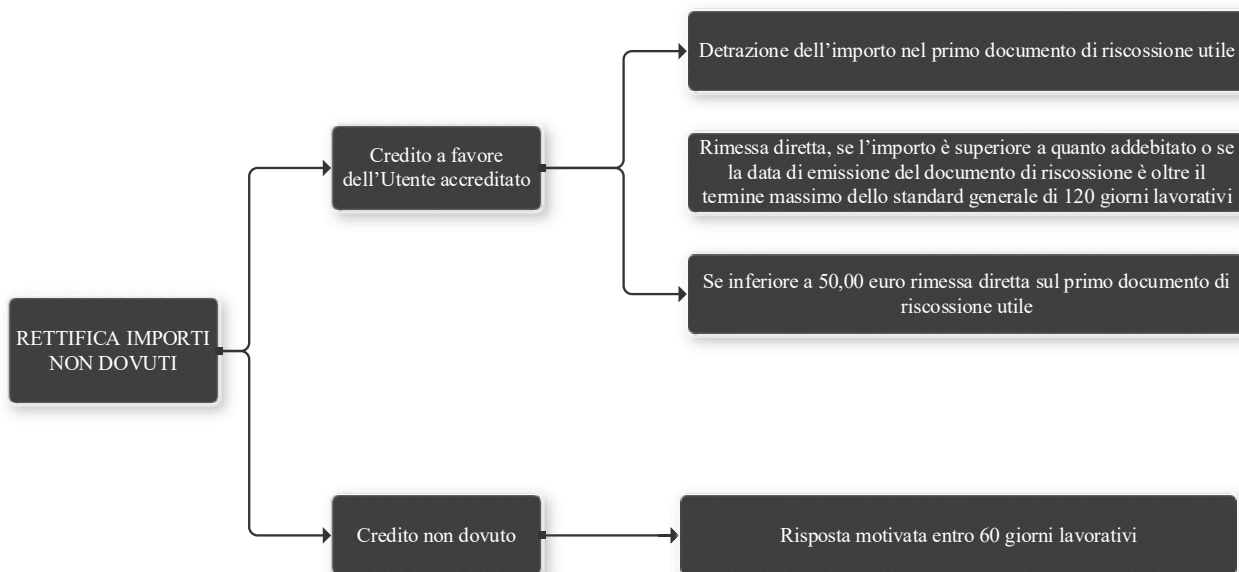 Detrazione dell’importo nel primo documento di riscossione utile
Credito a favore
dell’Utente accreditato
Rimessa diretta, se l’importo è superiore a quanto addebitato o se
la data di emissione del documento di riscossione è oltre il
termine massimo dello standard generale di 120 giorni lavorativi
Se inferiore a 50,00 euro rimessa diretta sul primo documento di
riscossione utile
RETTIFICA IMPORTI
NON DOVUTI
Credito non dovuto
Risposta motivata entro 60 giorni lavorativi